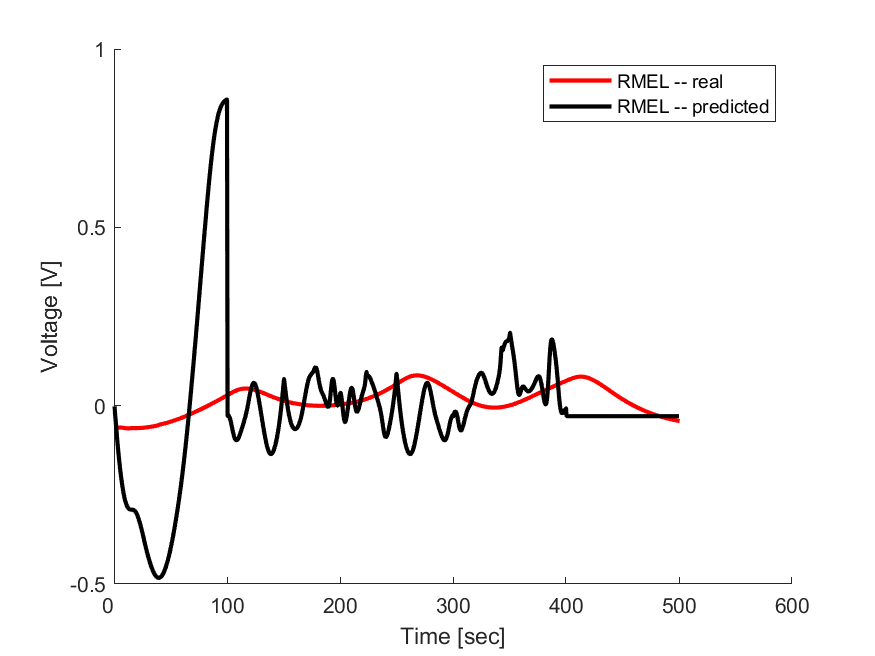 1
RMEL -- real
RMEL -- predicted
0.5
Voltage [V]
0
-0.5
0 100 200 300 400 500 600
Time [sec]